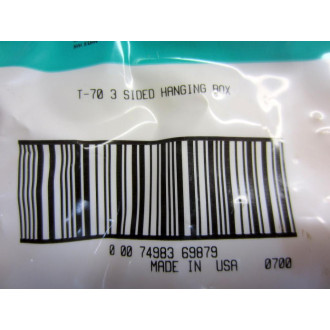 T-70 3 SIDED HANGING BOX
0 00 74983 69879
MADE IN USA 0700